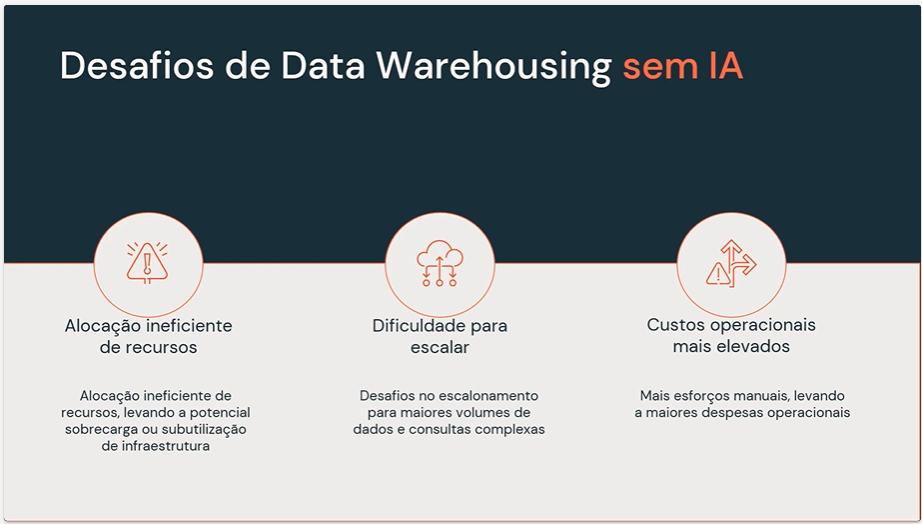 Desafios de Data Warehousing sem IA
Alocação ineficiente
de recursos
Alocação ineficiente de
recursos, levando a potencial
sobrecarga ou subutilização
de infraestrutura
Dificuldade para
escalar
Desafios no escalonamento
para maiores volumes de
dados e consultas complexas
Custos operacionais
mais elevados
Mais esforços manuais, levando
a maiores despesas operacionais